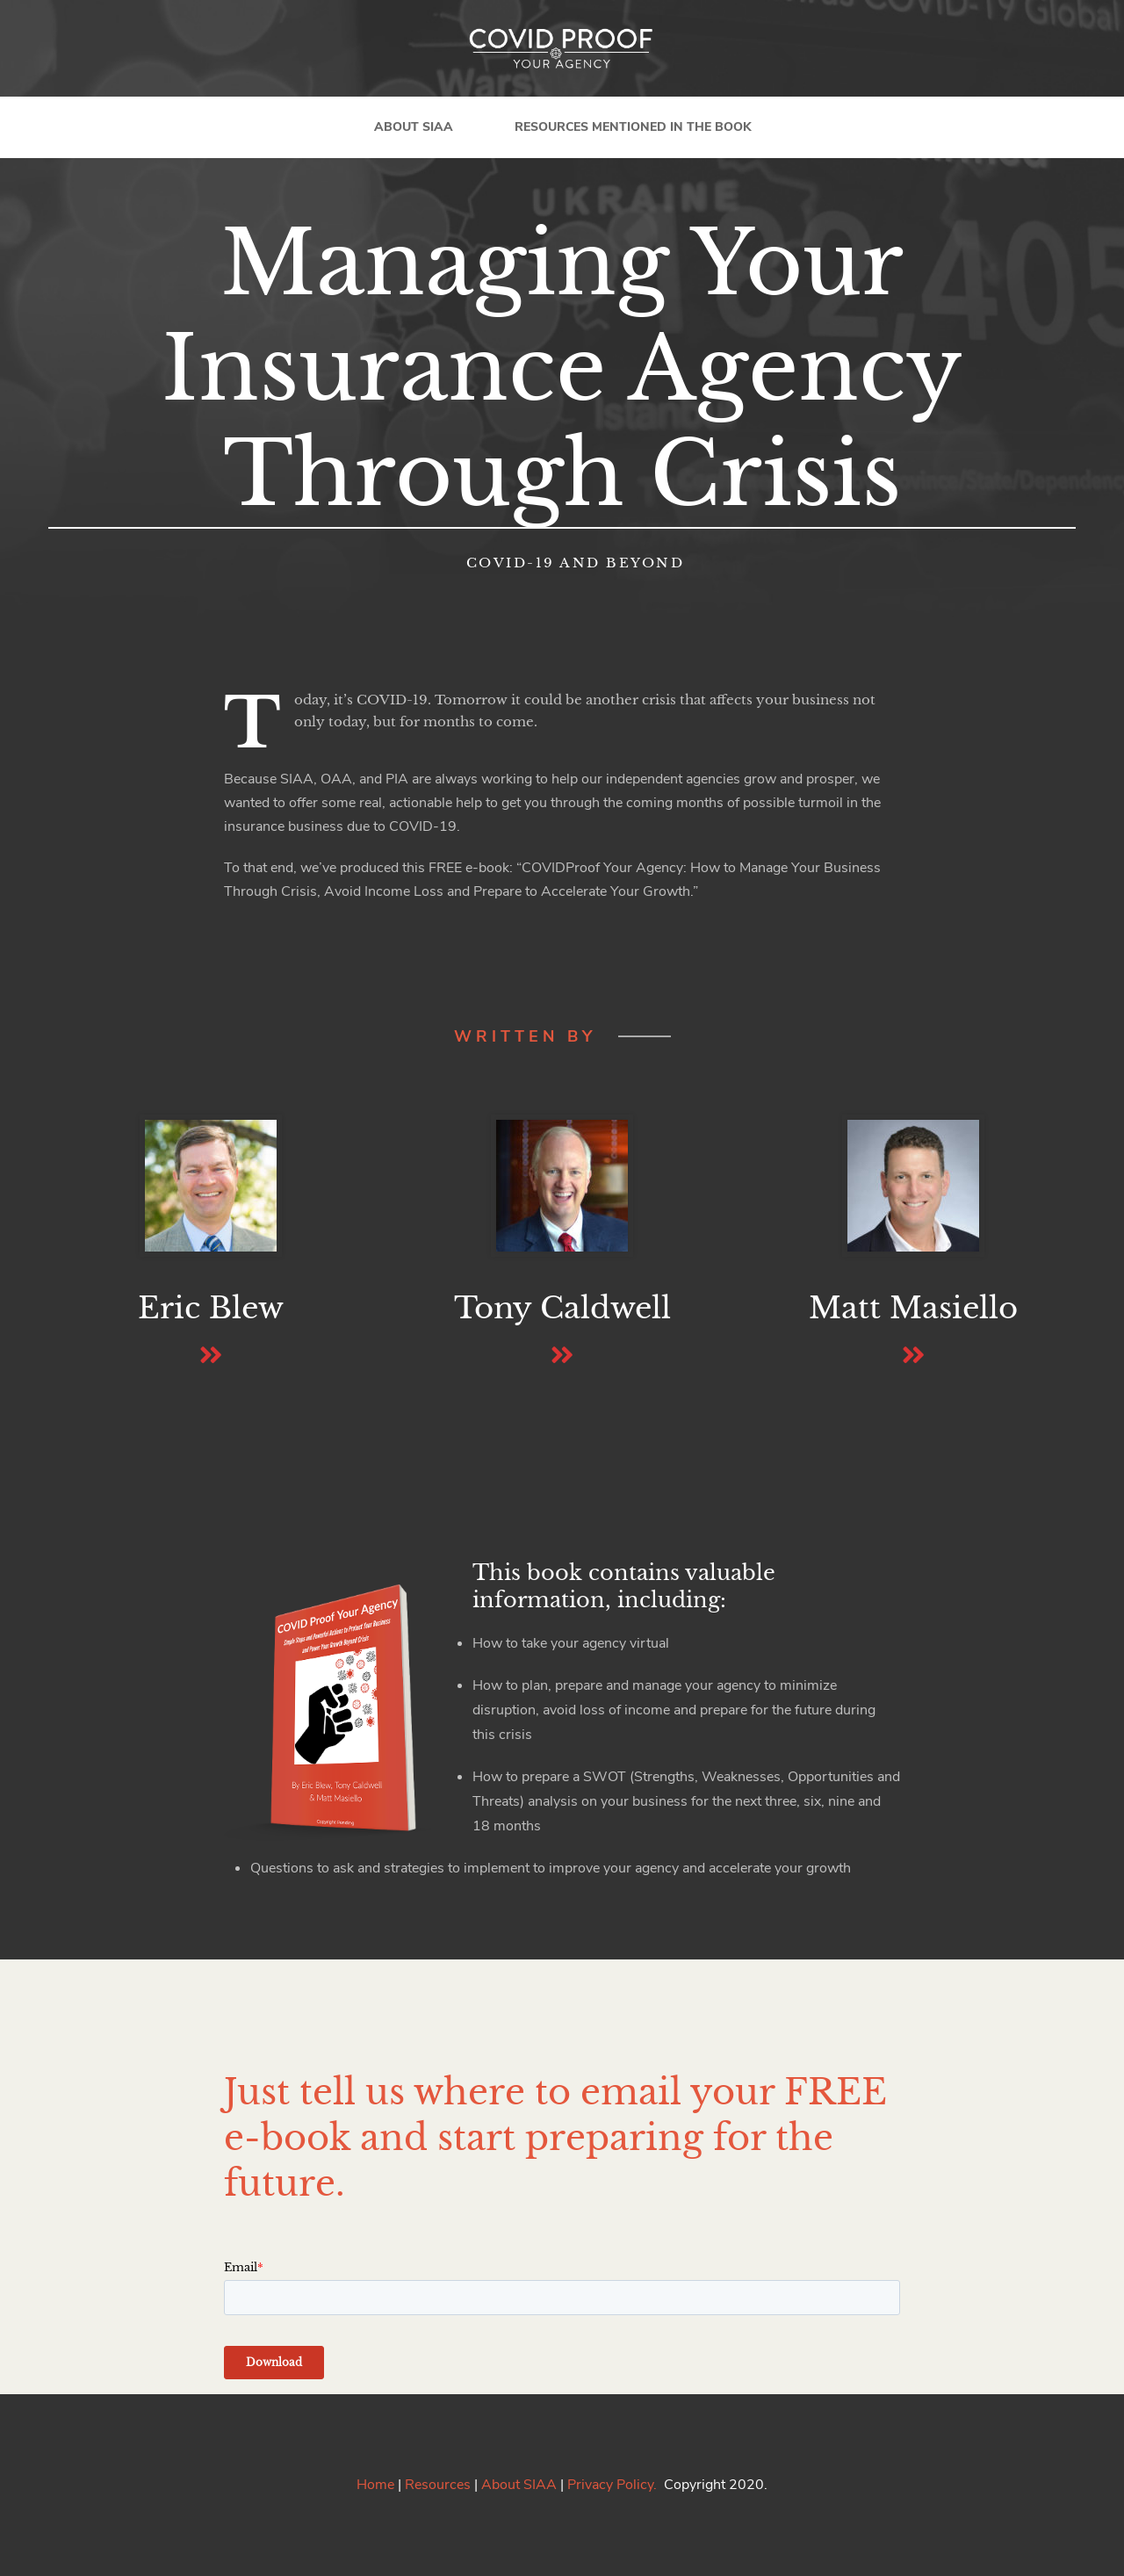 COVID PROOF
YOUR AGENCY
ABOUT SIAA
RESOURCES MENTIONED IN THE BOOK
UKRAINE
Managing Your
Insurance Agency
Through Crisis
COVID-19 AND BEYOND
Today, it’s COVID-19. Tomorrow it could be another crisis that affects your business not
only today, but for months to come.
Because SIAA, OAA, and PIA are always working to help our independent agencies grow and prosper, we
wanted to offer some real, actionable help to get you through the coming months of possible turmoil in the
insurance business due to COVID-19.
To that end, we’ve produced this FREE e-book: “COVIDProof Your Agency: How to Manage Your Business
Through Crisis, Avoid Income Loss and Prepare to Accelerate Your Growth.”
WRITTEN BY
Eric Blew
Tony Caldwell
Matt Masiello
This book contains valuable
information, including:
COVID Proof Your Agency
Simple Steps and Powerful Actions to Protect Your Business
and Power Your Growth Beyond Crisis
By Eric Blew, Tony Caldwell
& Matt Masiello
• How to take your agency virtual
• How to plan, prepare and manage your agency to minimize
disruption, avoid loss of income and prepare for the future during
this crisis
• How to prepare a SWOT (Strengths, Weaknesses, Opportunities and
Threats) analysis on your business for the next three, six, nine and
18 months
• Questions to ask and strategies to implement to improve your agency and accelerate your growth
Just tell us where to email your FREE
e-book and start preparing for the
future.
Email*
Download
Home | Resources | About SIAA | Privacy Policy. Copyright 2020.